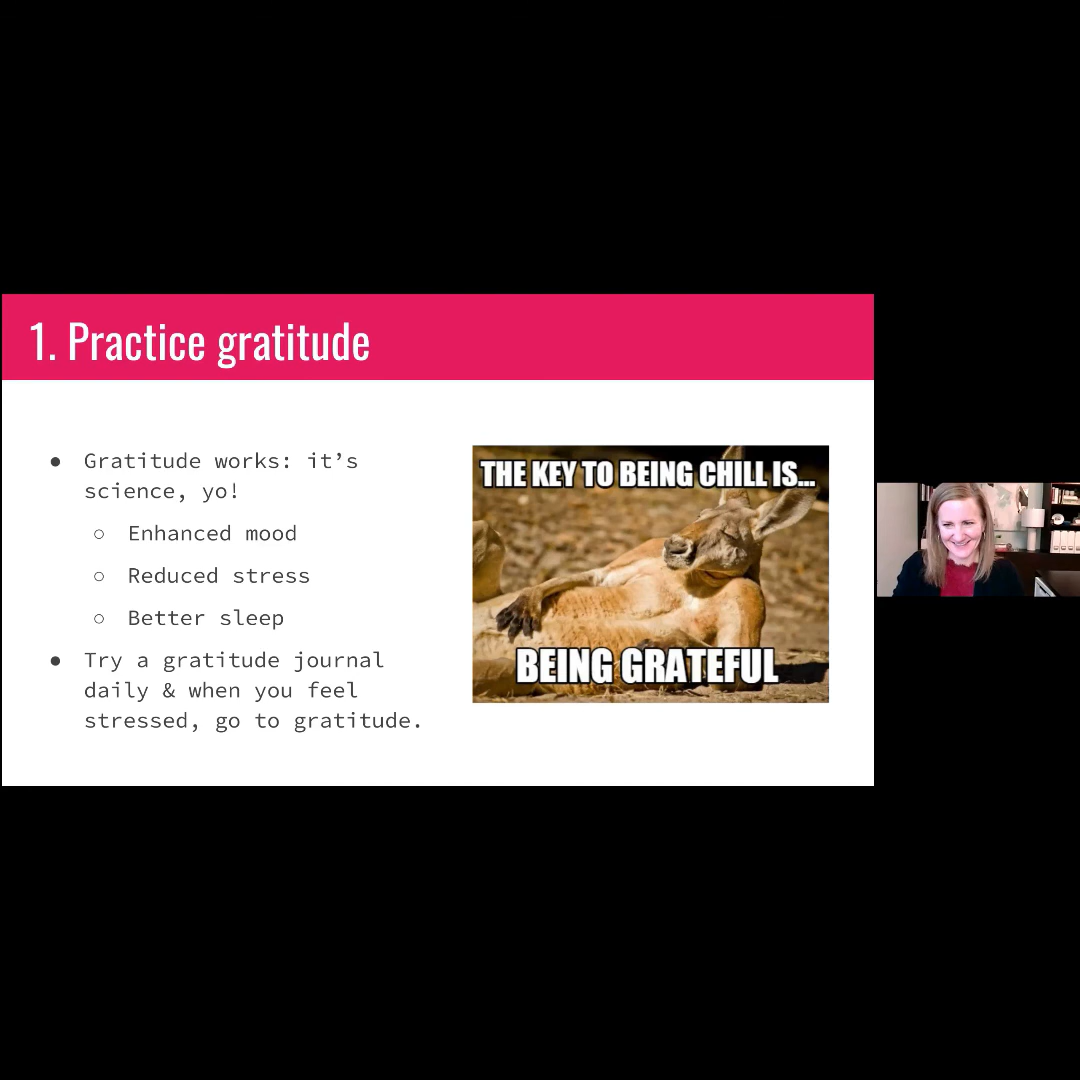 1. Practice gratitude
● Gratitude works: it’s
science, yo!
○ Enhanced mood
○ Reduced stress
○ Better sleep
● Try a gratitude journal
daily & when you feel
stressed, go to gratitude.
THE KEY TO BEING CHILL IS...
BEING GRATEFUL